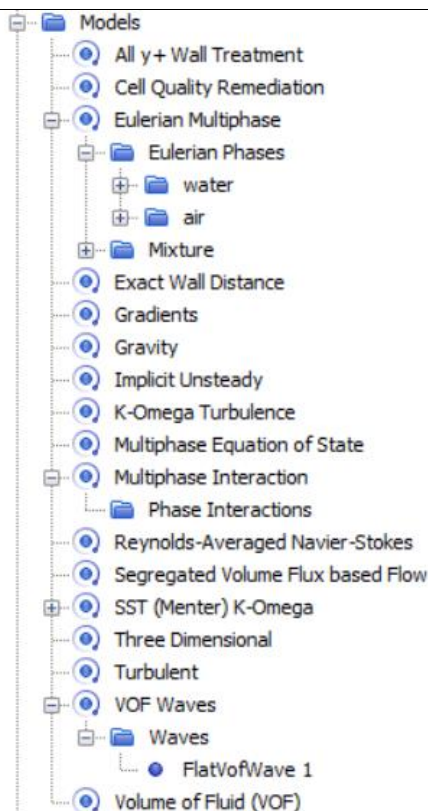 Models
All y+ Wall Treatment
Cell Quality Remediation
Eulerian Multiphase
Eulerian Phases
water
air
Mixture
Exact Wall Distance
Gradients
Gravity
Implicit Unsteady
K-Omega Turbulence
Multiphase Equation of State
Multiphase Interaction
Phase Interactions
Reynolds-Averaged Navier-Stokes
Segregated Volume Flux based Flow
SST (Menter) K-Omega
Three Dimensional
Turbulent
VOF Waves
Waves
FlatVofWave 1
Volume of Fluid (VOF)